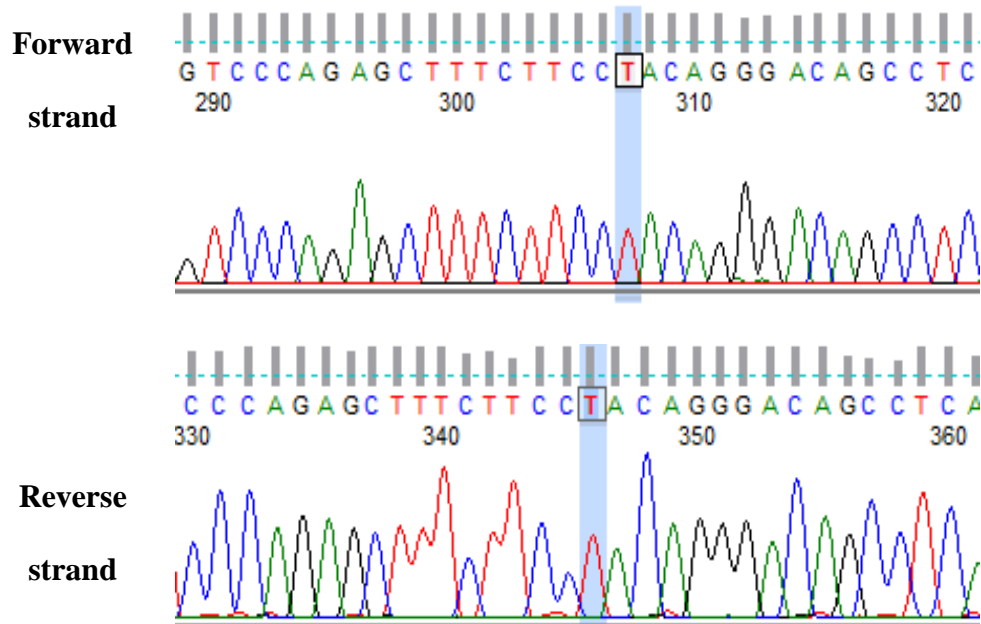 Forward
strand
G T C C C A G A G C T T T C T T C C T A C A G G G A C A G C C T C
290 300 310 320
Reverse
strand
C C C A G A G C T T T C T T C C T A C A G G G A C A G C C T C A
330 340 350 360